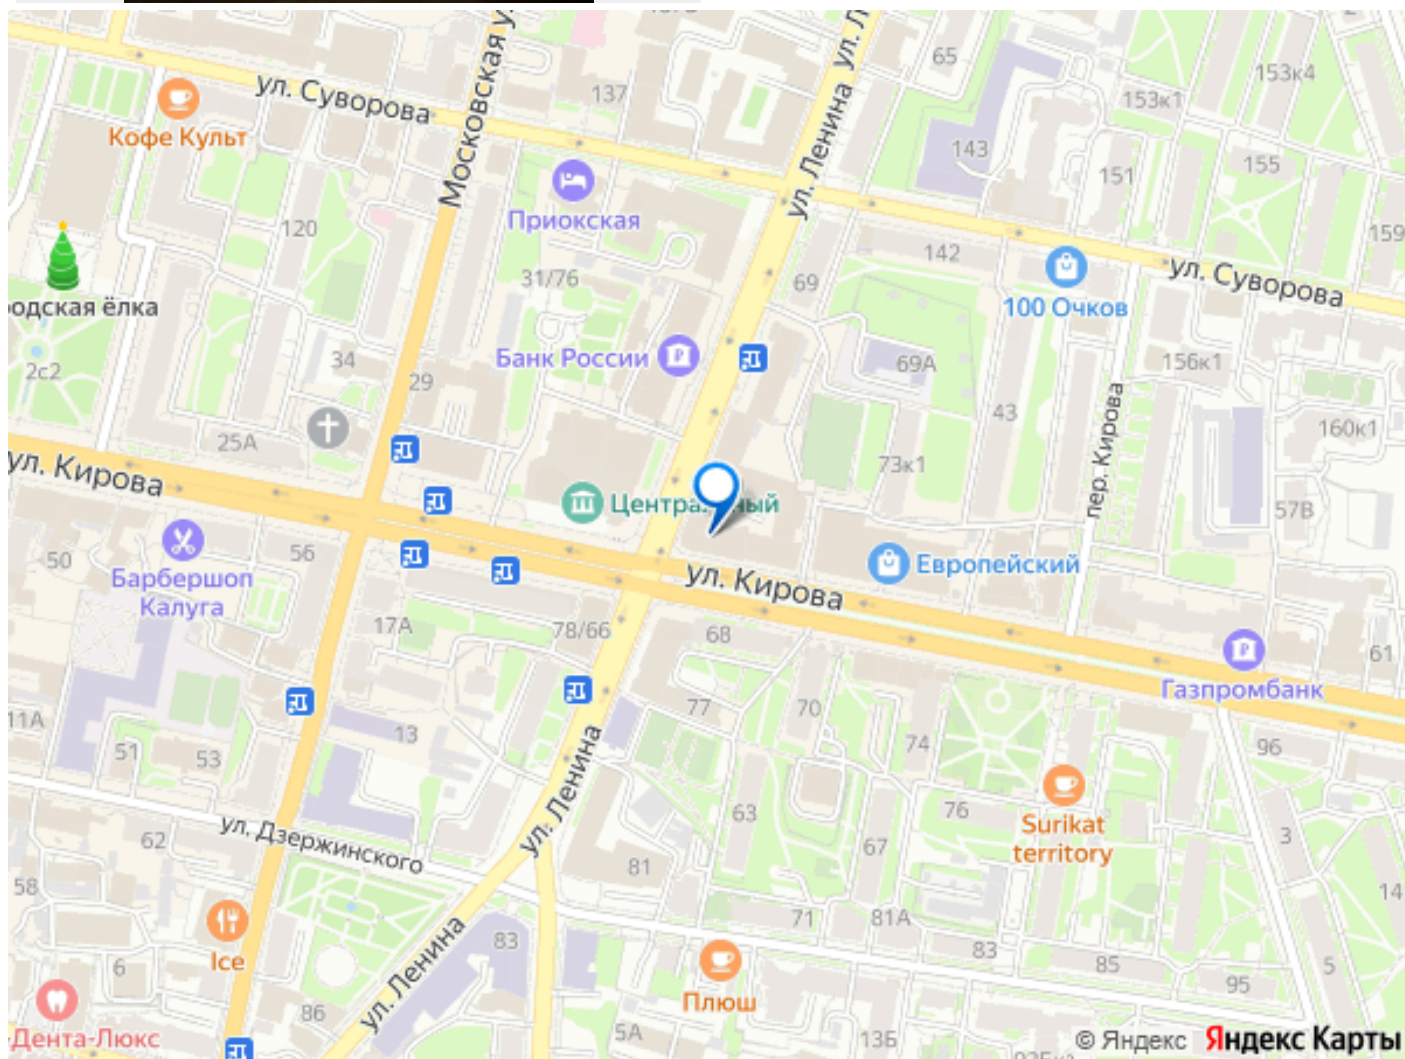 Московская у
ул. Ленина
ул. Л
65
153к4
153к1
ул. Суворова
137
Кофе Культ
143
151
155
159
120
Приокская
ул. Ленина
142
31/76
69
100 Очков
ул. Суворова
одская ёлка
2с2
34
29
Банк России
69А
156к1
43
25А
73к1
пер. Кирова
160к1
57В
ул. Кирова
Центральный
50
56
Барбершоп
Калуга
Европейский
ул. Кирова
17А
78/66
68
61
Газпромбанк
11А
51
53
13
77
70
74
96
ул. Ленина
63
76
Surikat
territory
3
62
ул. Дзержинского
67
81
58
14
71
81А
Ice
83
83
85
95
5
6
ул. Ленина
Плюш
86
Дента-Люкс
5А
13Б
© Яндекс
Яндекс Карты